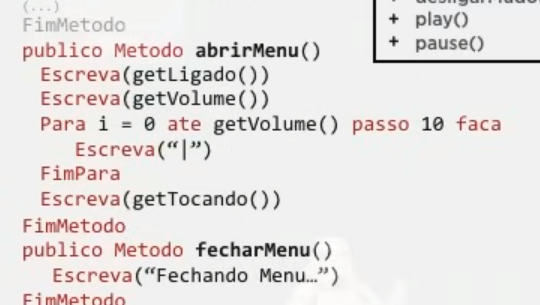 (...)
FimMetodo
publico Metodo abrirMenu()
Escreva(getLigado())
Escreva(getVolume())
Para i = 0 ate getVolume() passo 10 faca
Escreva(“|”)
FimPara
Escreva(getTocando())
FimMetodo
publico Metodo fecharMenu()
Escreva(“Fechando Menu…”)
FimMetodo
+ play()
+ pause()